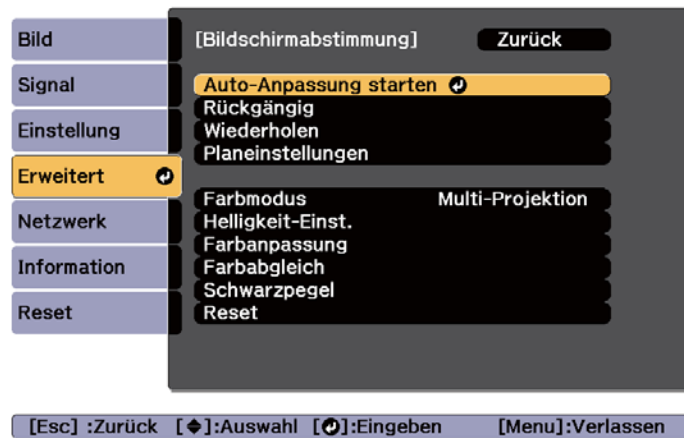 Bild
Signal
Einstellung
Erweitert
Netzwerk
Information
Reset
[Bildschirmabstimmung] Zurück
Auto-Anpassung starten
Rückgängig
Wiederholen
Planeinstellungen
Farbmodus Multi-Projektion
Helligkeit-Einst.
Farbanpassung
Farbabgleich
Schwarzpegel
Reset
[Esc] :Zurück [◆]:Auswahl [↵]:Eingeben [Menu]:Verlassen